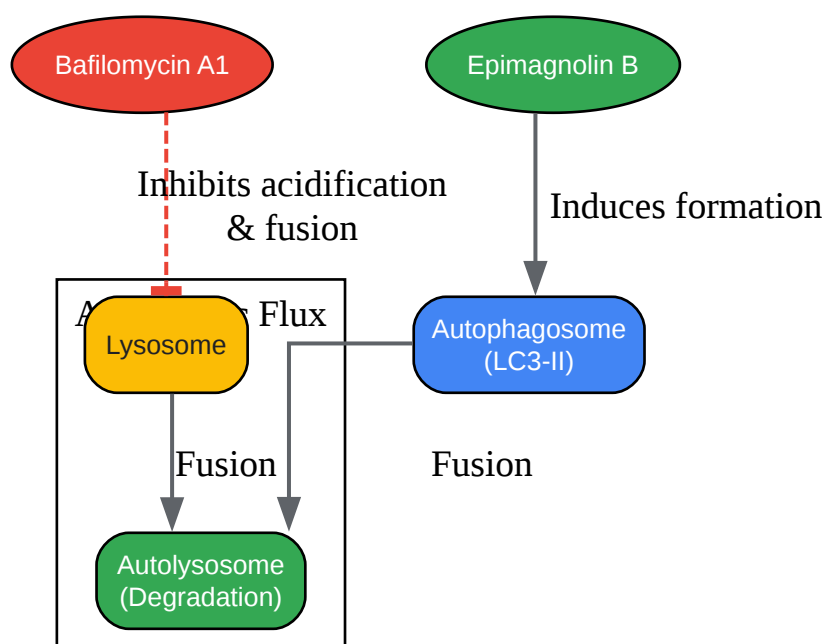 Bafilomycin A1
Epimagnolin B
Inhibits acidification
& fusion
Induces formation
Flux
Lysosome
Autophagosome
(LC3-II)
Fusion
Fusion
Autolysosome
(Degradation)